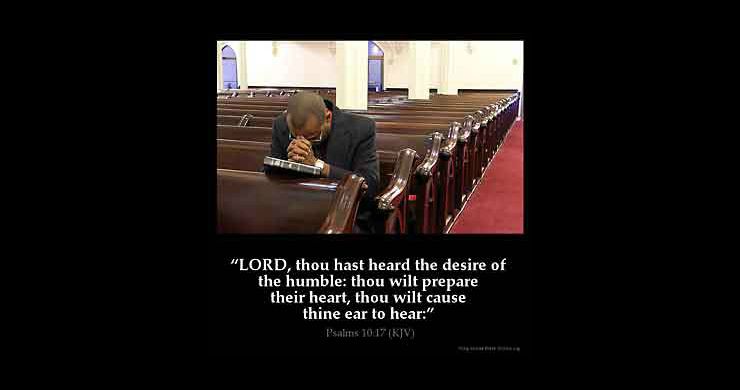 “LORD, thou hast heard the desire of
the humble: thou wilt prepare
their heart, thou wilt cause
thine ear to hear:”
Psalms 10:17 (KJV)